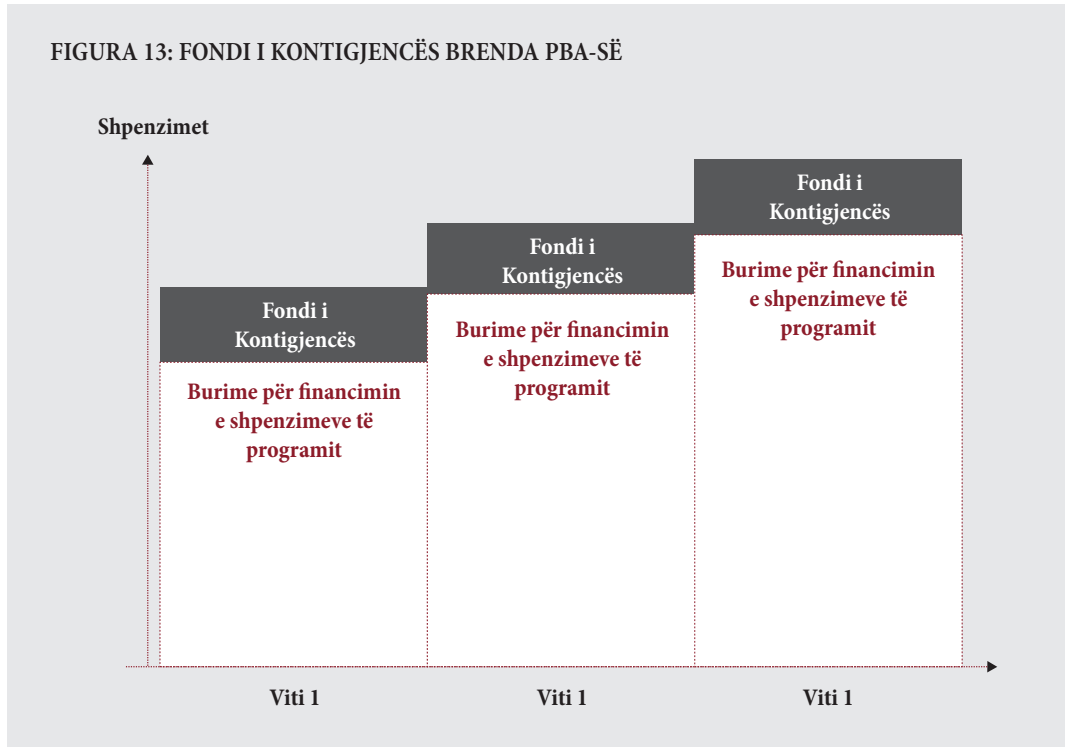 FIGURA 13: FONDI I KONTIGJENCËS BRENDA PBA-SË
Shpenzimet
Fondi i
Kontigjencës
Burime për financimin
e shpenzimeve të
programit
Fondi i
Kontigjencës
Burime për financimin
e shpenzimeve të
programit
Fondi i
Kontigjencës
Burime për financimin
e shpenzimeve të
programit
Viti 1
Viti 1
Viti 1